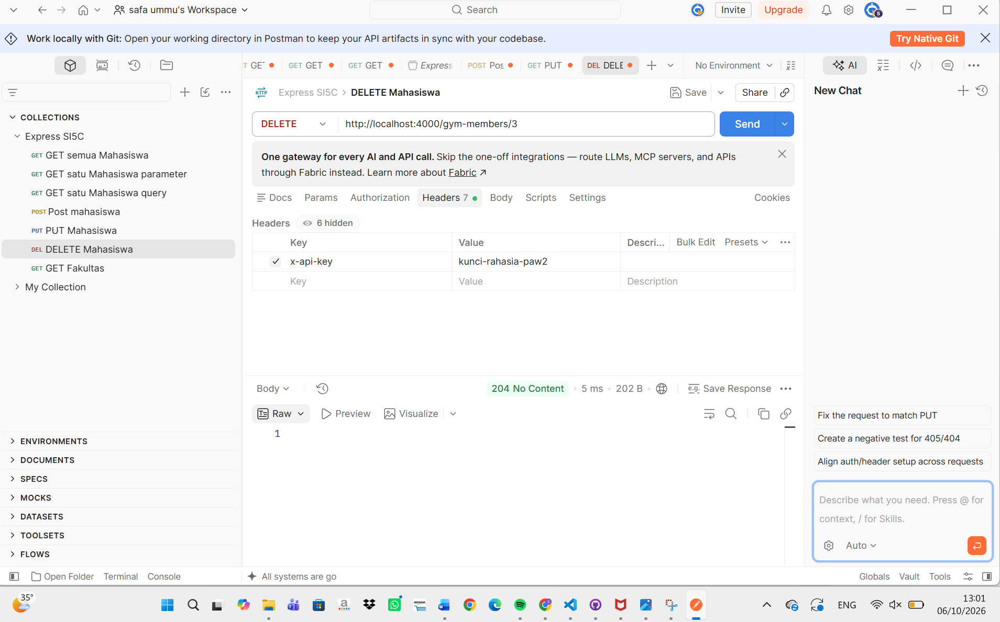 safa ummu's Workspace
Search
Invite
Upgrade
S
Work locally with Git: Open your working directory in Postman to keep your API artifacts in sync with your codebase.
Try Native Git
GET
GET GET
GET GET
Express
POST Pos
GET PUT
DEL DELE
No Environment
AI
Express SI5C > DELETE Mahasiswa
Save
Share
New Chat
COLLECTIONS
Express SI5C
GET GET semua Mahasiswa
GET GET satu Mahasiswa parameter
GET GET satu Mahasiswa query
POST Post mahasiswa
PUT PUT Mahasiswa
DEL DELETE Mahasiswa
GET GET Fakultas
My Collection
ENVIRONMENTS
DOCUMENTS
SPECS
MOCKS
DATASETS
TOOLSETS
FLOWS
HTTP
DELETE
http://localhost:4000/gym-members/3
Send
One gateway for every AI and API call. Skip the one-off integrations — route LLMs, MCP servers, and APIs
through Fabric instead. Learn more about Fabric ↗
Docs
Params
Authorization
Headers 7
Body
Scripts
Settings
Cookies
Headers
6 hidden
Key
Value
Descri...
Bulk Edit
Presets
x-api-key
kunci-rahasia-paw2
Key
Value
Description
Body
204 No Content
5 ms
202 B
e.g. Save Response
Raw
Preview
Visualize
1
Fix the request to match PUT
Create a negative test for 405/404
Align auth/header setup across requests
Describe what you need. Press @ for
context, / for Skills.
Auto
Open Folder
Terminal
Console
All systems are go
Globals
Vault
Tools
35°
amazon
ENG
13:01
06/10/2026